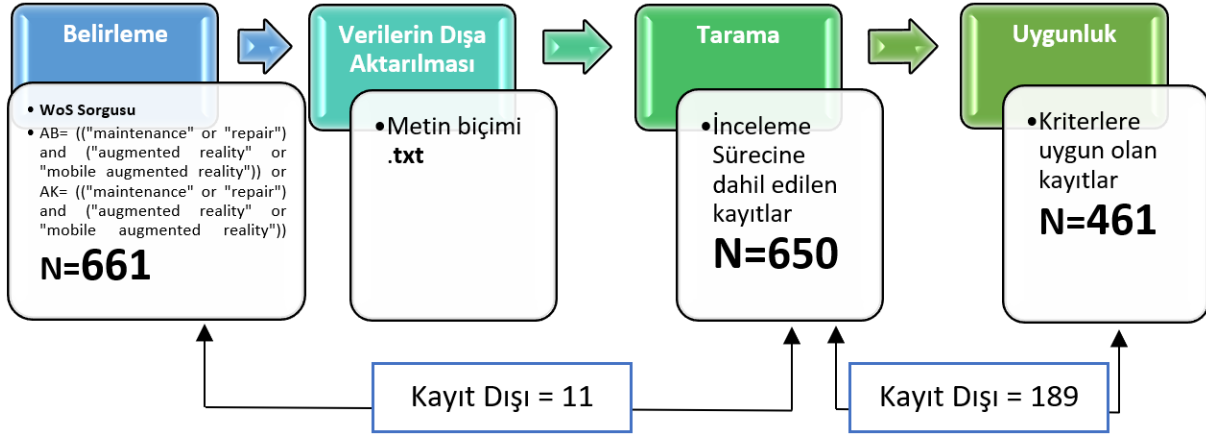 Belirleme
• WoS Sorgusu
• AB= (("maintenance" or "repair")
and ("augmented reality" or
"mobile augmented reality")) or
AK= (("maintenance" or "repair")
and ("augmented reality" or
"mobile augmented reality"))
N=661
Verilerin Dışa
Aktarılması
•Metin biçimi
.txt
Tarama
•İnceleme
Sürecine
dahil edilen
kayıtlar
N=650
Uygunluk
•Kriterlere
uygun olan
kayıtlar
N=461
Kayıt Dışı = 11
Kayıt Dışı = 189